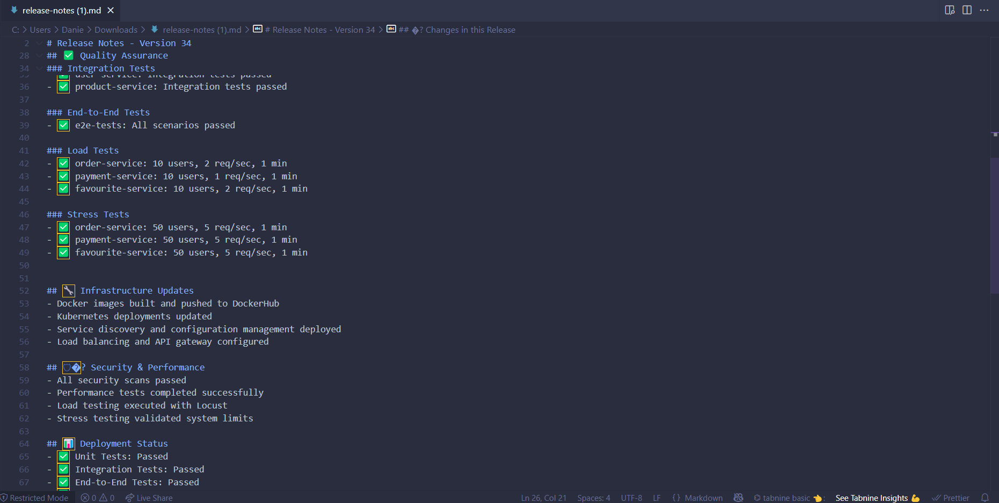 release-notes (1).md
C: > Users > Danie > Downloads > release-notes (1).md > # Release Notes - Version 34 > ## �? Changes in this Release
2 # Release Notes - Version 34
28 ## ✅ Quality Assurance
34 ### Integration Tests
35 - ✅ user-service: Integration tests passed
36 - ✅ product-service: Integration tests passed
37
38 ### End-to-End Tests
39 - ✅ e2e-tests: All scenarios passed
40
41 ### Load Tests
42 - ✅ order-service: 10 users, 2 req/sec, 1 min
43 - ✅ payment-service: 10 users, 1 req/sec, 1 min
44 - ✅ favourite-service: 10 users, 2 req/sec, 1 min
45
46 ### Stress Tests
47 - ✅ order-service: 50 users, 5 req/sec, 1 min
48 - ✅ payment-service: 50 users, 5 req/sec, 1 min
49 - ✅ favourite-service: 50 users, 5 req/sec, 1 min
50
51
52 ## 🔧 Infrastructure Updates
53 - Docker images built and pushed to DockerHub
54 - Kubernetes deployments updated
55 - Service discovery and configuration management deployed
56 - Load balancing and API gateway configured
57
58 ## 🛡�? Security & Performance
59 - All security scans passed
60 - Performance tests completed successfully
61 - Load testing executed with Locust
62 - Stress testing validated system limits
63
64 ## 📊 Deployment Status
65 - ✅ Unit Tests: Passed
66 - ✅ Integration Tests: Passed
67 - ✅ End-to-End Tests: Passed
Restricted Mode 0 0 Live Share Ln 26, Col 21 Spaces: 4 UTF-8 LF {} Markdown tabnine basic 👈: See Tabnine Insights 💪 Prettier